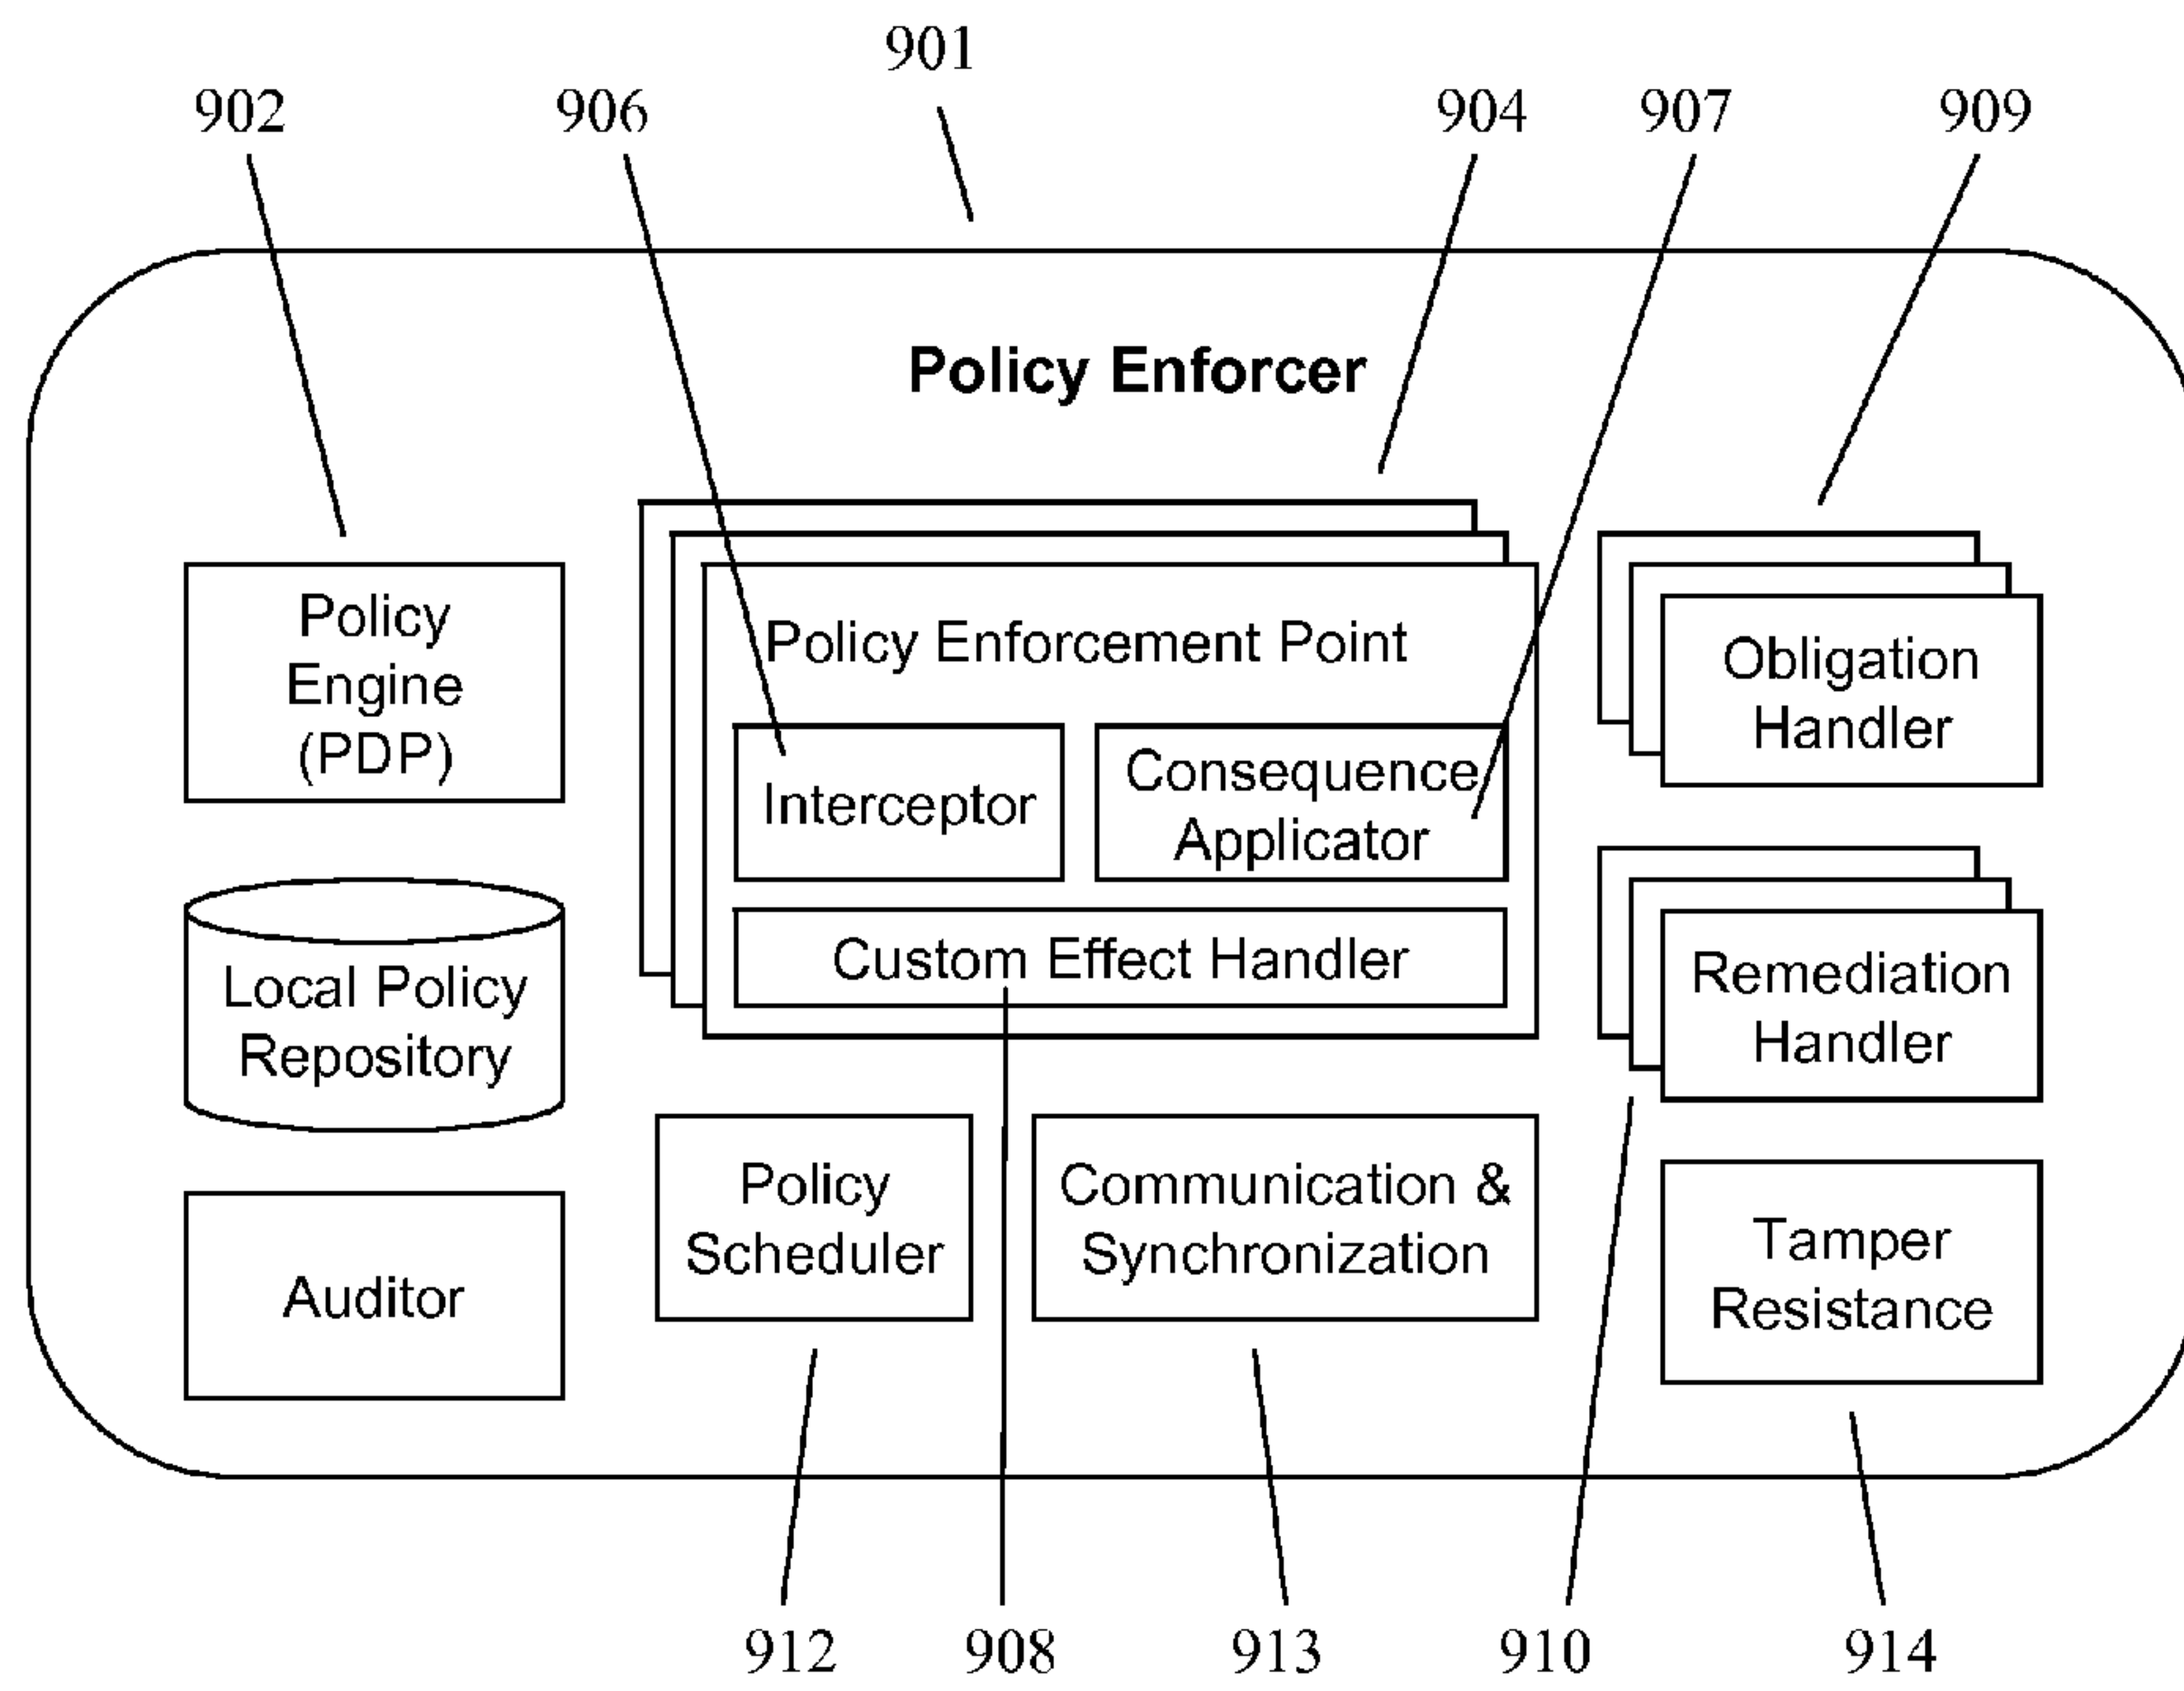 901
902
906
904
907
909
Policy Enforcer
Policy
Engine
(PDP)
Policy Enforcement Point
Interceptor
Consequence
Applicator
Custom Effect Handler
Obligation
Handler
Local Policy
Repository
Remediation
Handler
Auditor
Policy
Scheduler
Communication &
Synchronization
Tamper
Resistance
912
908
913
910
914